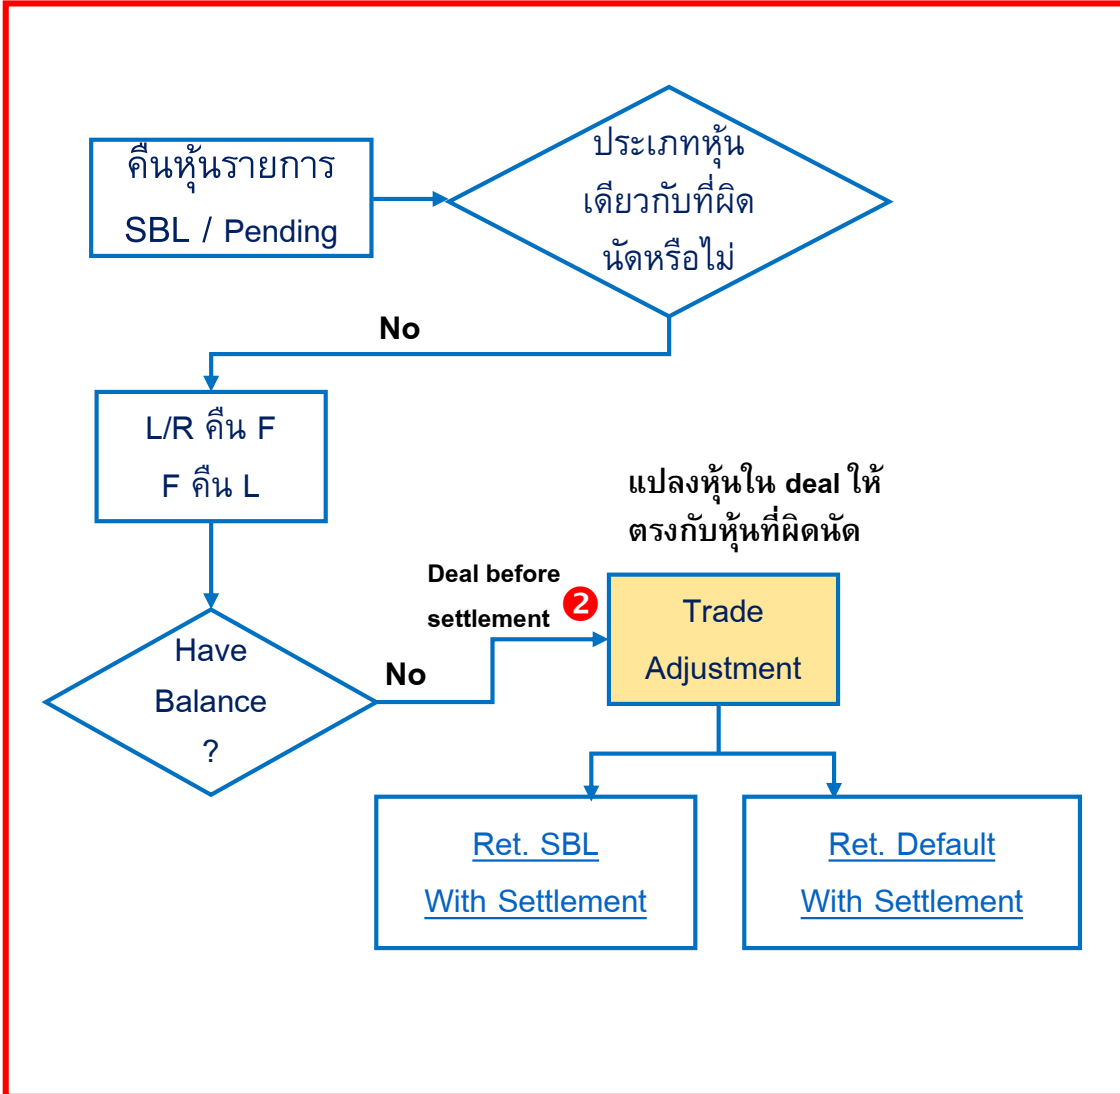 คืนหุ้นรายการ
SBL / Pending
ประเภทหุ้น
เดียวกับที่ผิด
นัดหรือไม่
No
L/R คืน F
F คืน L
แปลงหุ้นใน deal ให้
ตรงกับหุ้นที่ผิดนัด
Deal before
settlement
2
Trade
Adjustment
Have
Balance
?
No
Ret. SBL
With Settlement
Ret. Default
With Settlement